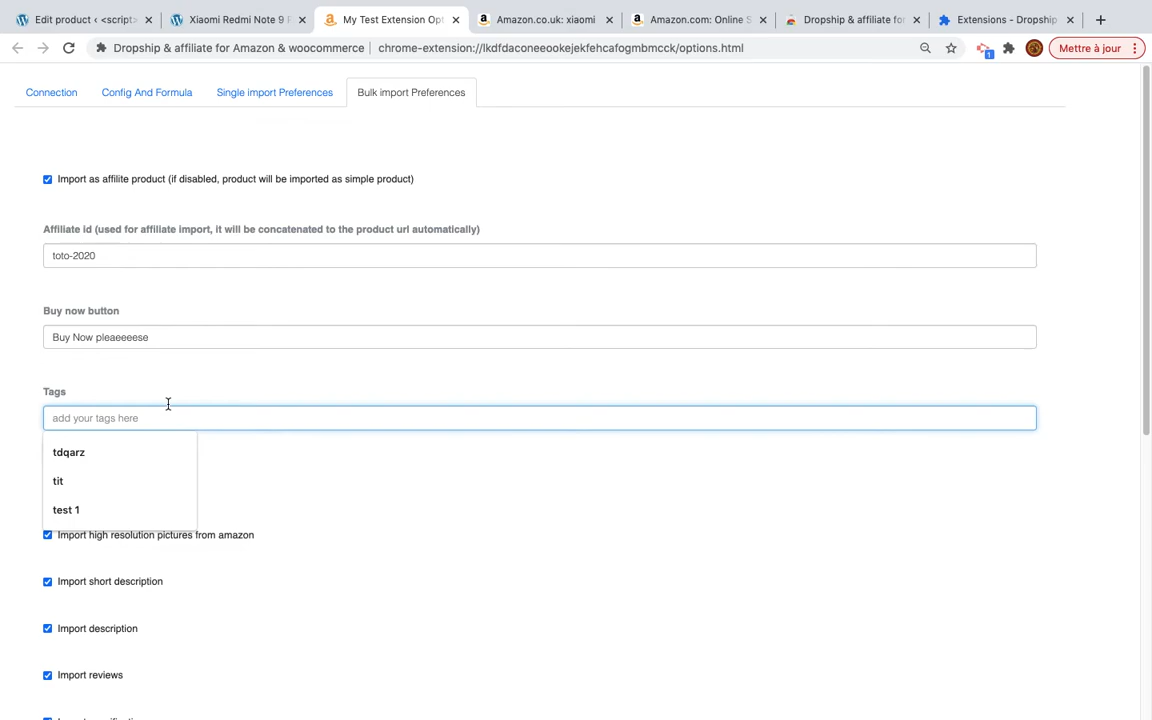 Edit product ‹ <script>
Xiaomi Redmi Note 9 P
My Test Extension Opt
Amazon.co.uk: xiaomi
Amazon.com: Online S
Dropship & affiliate for
Extensions - Dropship
Dropship & affiliate for Amazon & woocommerce
chrome-extension://lkdfdaconeeookejekfehcafogmbmcck/options.html
1
Mettre à jour
Connection
Config And Formula
Single import Preferences
Bulk import Preferences
Import as affilite product (if disabled, product will be imported as simple product)
Affiliate id (used for affiliate import, it will be concatenated to the product url automatically)
toto-2020
Buy now button
Buy Now pleaeeeese
Tags
add your tags here
tdqarz
tit
test 1
Import high resolution pictures from amazon
Import short description
Import description
Import reviews